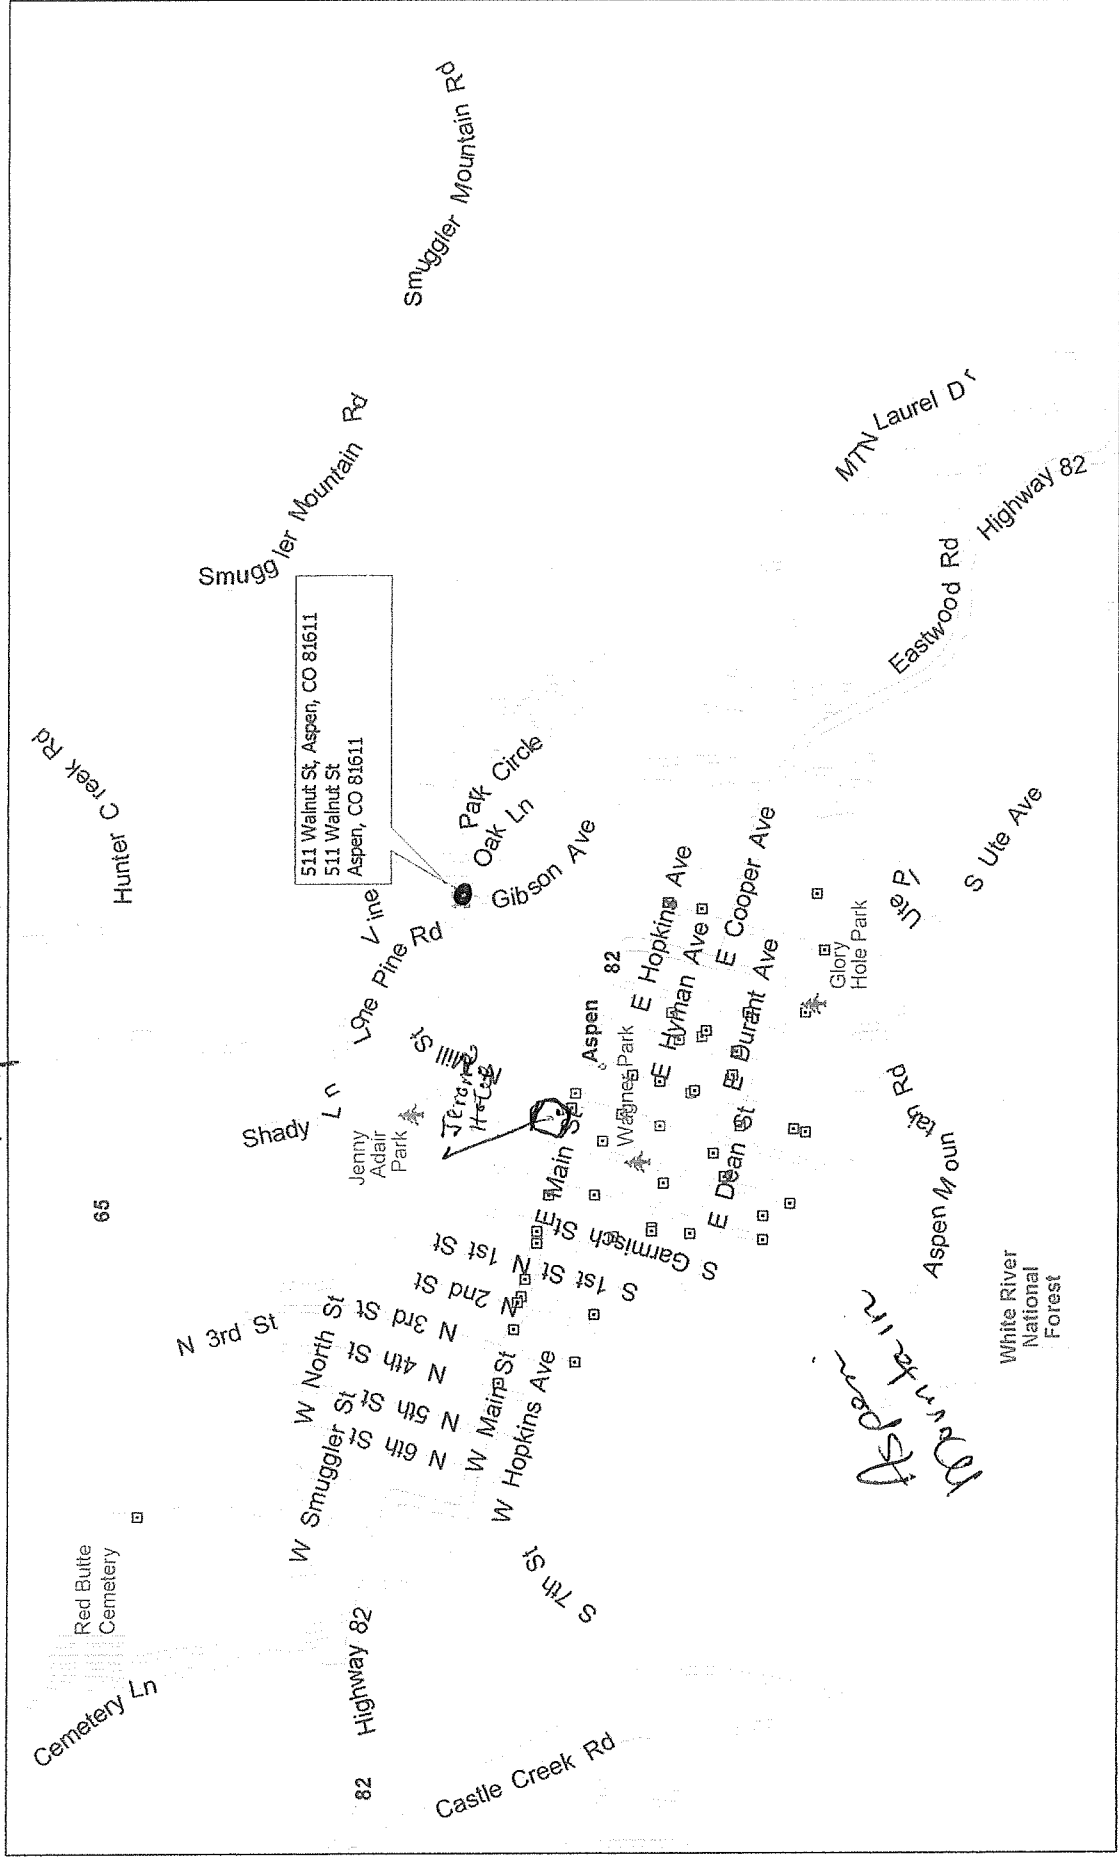 Smuggler Mountain Rd
Smuggler Mountain Rd
Hunter Creek Rd
511 Walnut St, Aspen, CO 81611
511 Walnut St
Aspen, CO 81611
Park Circle
Oak Ln
Gibson Ave
Vine
Lone Pine Rd
N Mill St
Jerome
Hotel
Shady Ln
Jenny
Adair
Park
65
N 3rd St
W North St
W Smuggler St
N 1st St
N 2nd St
N 3rd St
N 4th St
N 5th St
N 6th St
Red Butte
Cemetery
Cemetery Ln
Highway 82
82
Castle Creek Rd
S 7th St
W Hopkins Ave
W Main St
S 1st St
S Garmisch St
E Main St
Aspen
82
Wagner Park
E Hopkins Ave
E Hyman Ave
E Cooper Ave
E Durant Ave
E Dean St
Glory
Hole Park
Ute Pl
S Ute Ave
Eastwood Rd
Highway 82
MTN Laurel Dr
Aspen Mountain Rd
White River
National
Forest
Aspen
Mountain